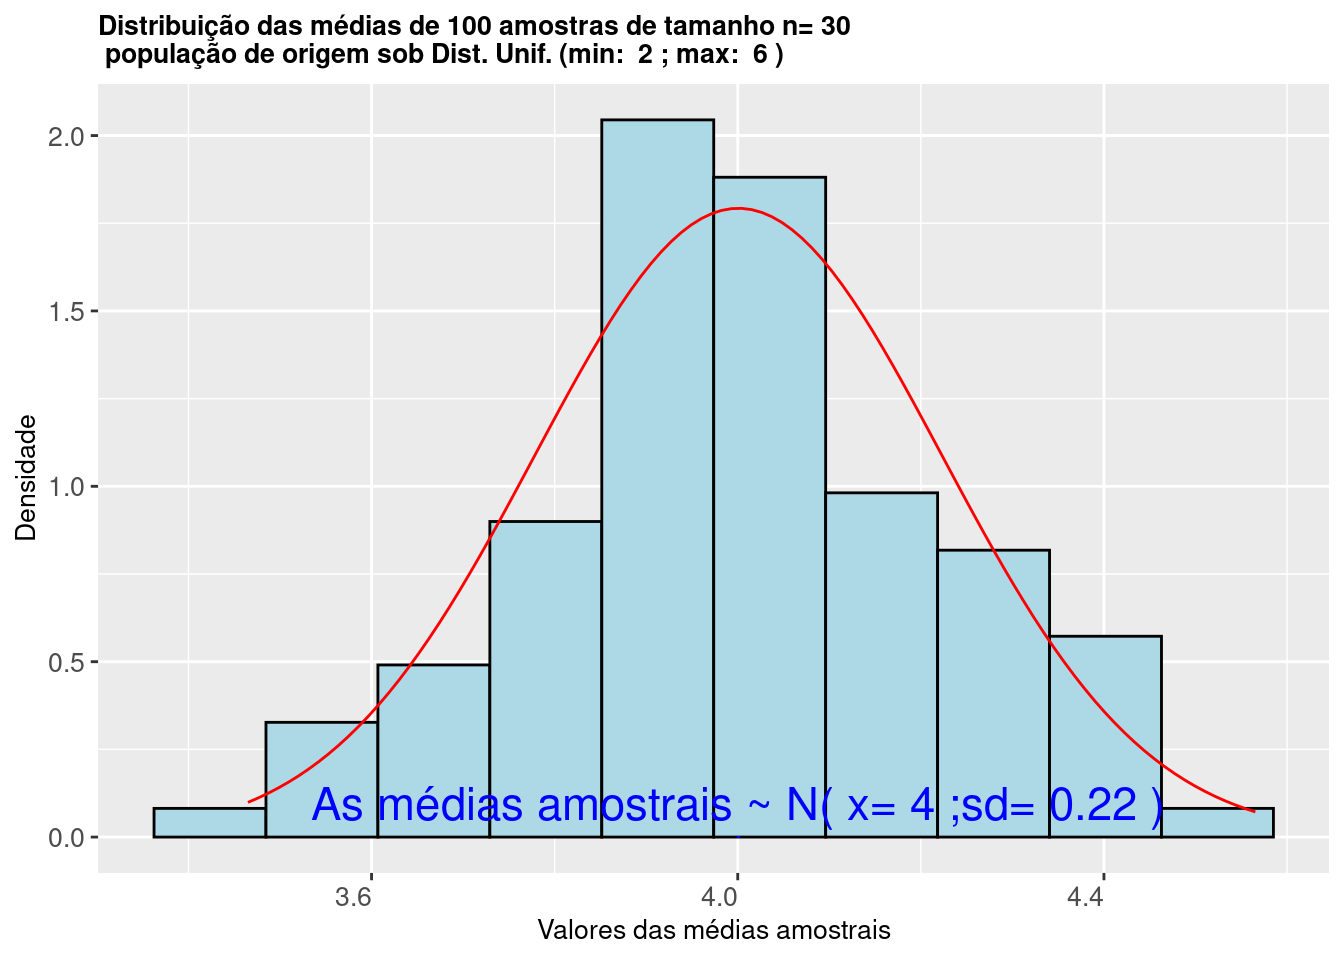 Distribuição das médias de 100 amostras de tamanho n= 30
população de origem sob Dist. Unif. (min:  2 ; max:  6 )
2.0
1.5
1.0
0.5
0.0
Densidade
As médias amostrais ~ N( x= 4 ;sd= 0.22 )
3.6
4.0
4.4
Valores das médias amostrais